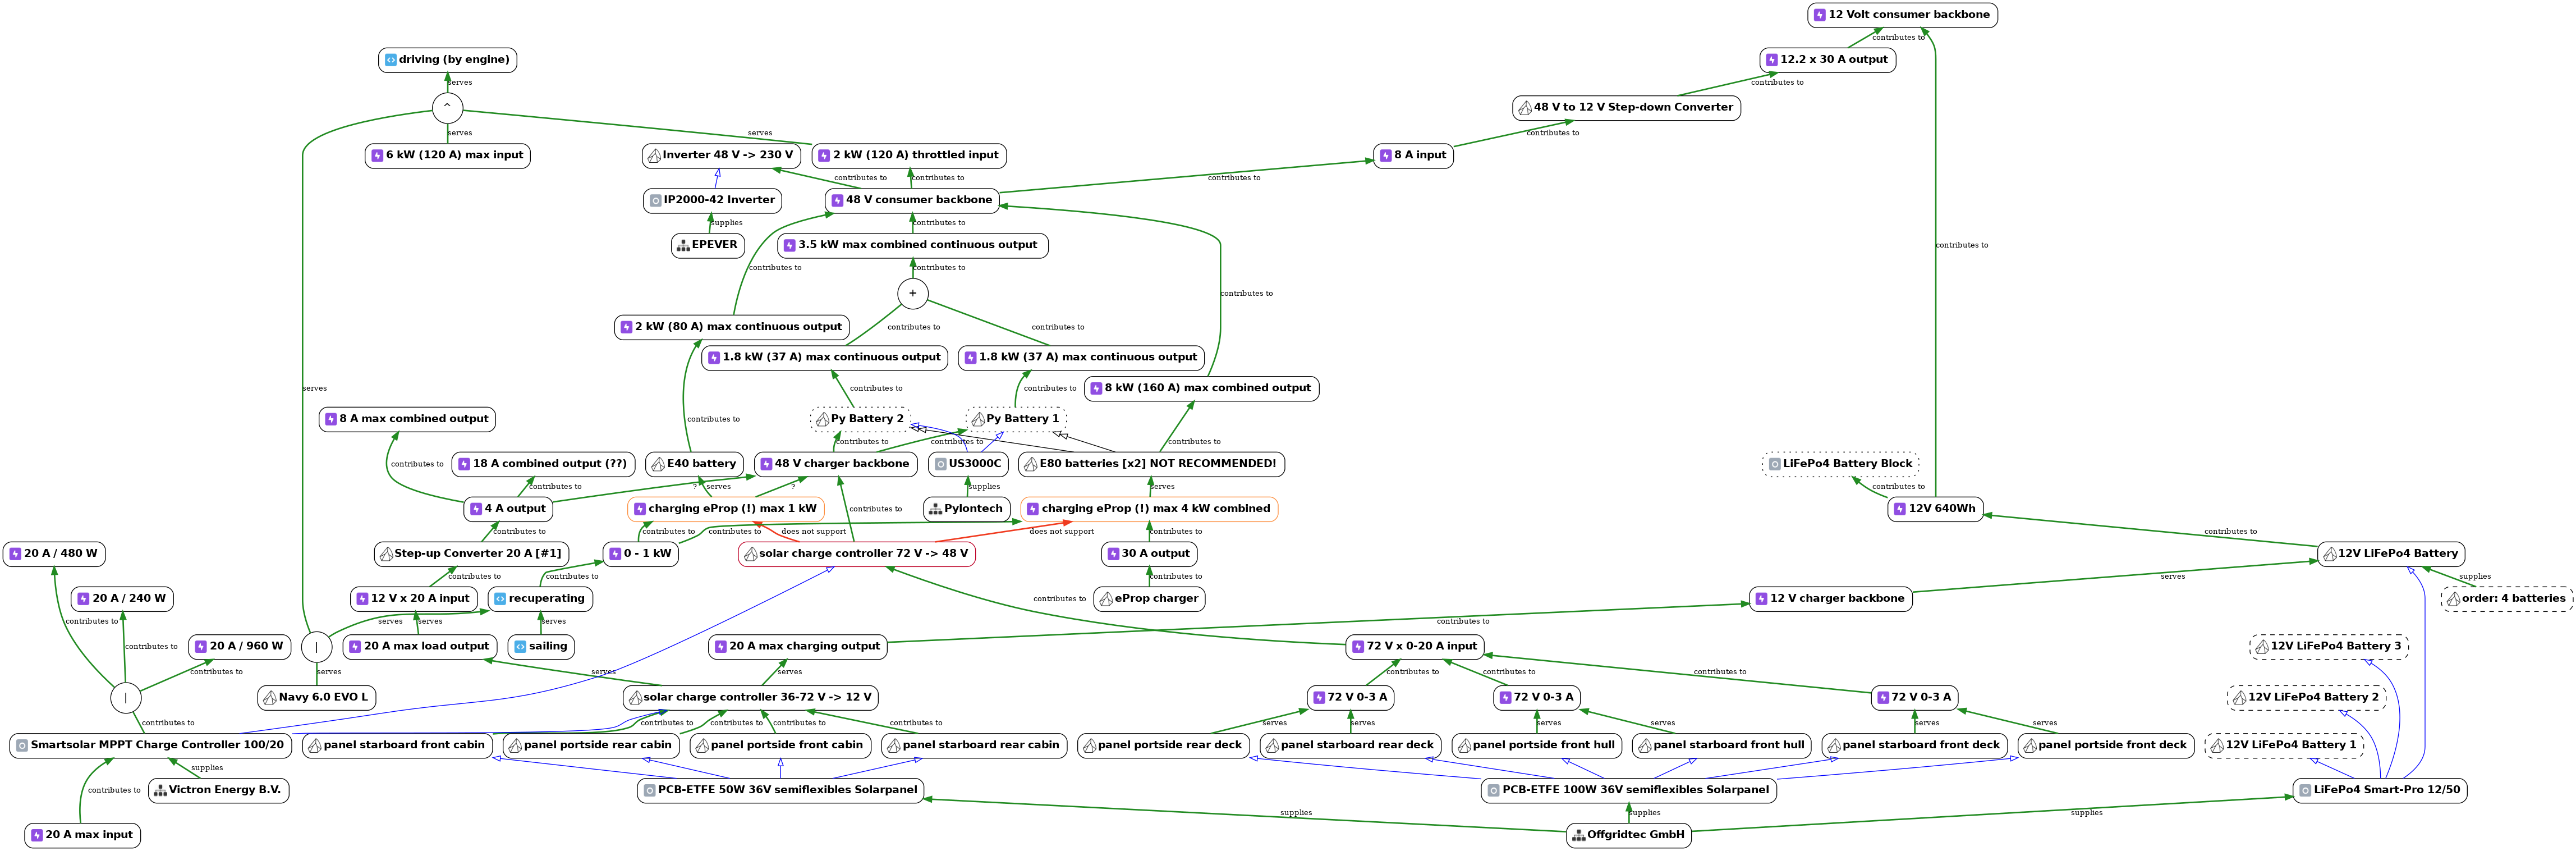 12 Volt consumer backbone
contributes to
driving (by engine)
12.2 x 30 A output
serves
contributes to
^
48 V to 12 V Step-down Converter
serves
serves
contributes to
6 kW (120 A) max input
Inverter 48 V -> 230 V
2 kW (120 A) throttled input
8 A input
contributes to
contributes to
contributes to
IP2000-42 Inverter
48 V consumer backbone
supplies
contributes to
EPEVER
3.5 kW max combined continuous output
contributes to
contributes to
contributes to
+
contributes to
2 kW (80 A) max continuous output
contributes to
contributes to
1.8 kW (37 A) max continuous output
1.8 kW (37 A) max continuous output
serves
contributes to
contributes to
8 kW (160 A) max combined output
8 A max combined output
contributes to
Py Battery 2
Py Battery 1
contributes to
contributes to
contributes to
contributes to
18 A combined output (??)
E40 battery
48 V charger backbone
US3000C
E80 batteries [x2] NOT RECOMMENDED!
LiFePo4 Battery Block
contributes to
?
serves
?
supplies
serves
contributes to
4 A output
charging eProp (!) max 1 kW
contributes to
Pylontech
charging eProp (!) max 4 kW combined
12V 640Wh
contributes to
contributes to
contributes to
does not support
does not support
contributes to
contributes to
20 A / 480 W
Step-up Converter 20 A [#1]
0 - 1 kW
solar charge controller 72 V -> 48 V
30 A output
12V LiFePo4 Battery
contributes to
contributes to
contributes to
serves
supplies
20 A / 240 W
12 V x 20 A input
recuperating
contributes to
eProp charger
12 V charger backbone
order: 4 batteries
contributes to
serves
serves
serves
contributes to
contributes to
20 A / 960 W
|
20 A max load output
sailing
20 A max charging output
72 V x 0-20 A input
12V LiFePo4 Battery 3
contributes to
serves
serves
serves
contributes to
contributes to
contributes to
|
Navy 6.0 EVO L
solar charge controller 36-72 V -> 12 V
72 V 0-3 A
72 V 0-3 A
72 V 0-3 A
12V LiFePo4 Battery 2
contributes to
contributes to
contributes to
contributes to
contributes to
serves
serves
serves
serves
serves
serves
Smartsolar MPPT Charge Controller 100/20
panel starboard front cabin
panel portside rear cabin
panel portside front cabin
panel starboard rear cabin
panel portside rear deck
panel starboard rear deck
panel portside front hull
panel starboard front hull
panel starboard front deck
panel portside front deck
12V LiFePo4 Battery 1
supplies
contributes to
Victron Energy B.V.
PCB-ETFE 50W 36V semiflexibles Solarpanel
PCB-ETFE 100W 36V semiflexibles Solarpanel
LiFePo4 Smart-Pro 12/50
supplies
supplies
supplies
20 A max input
Offgridtec GmbH